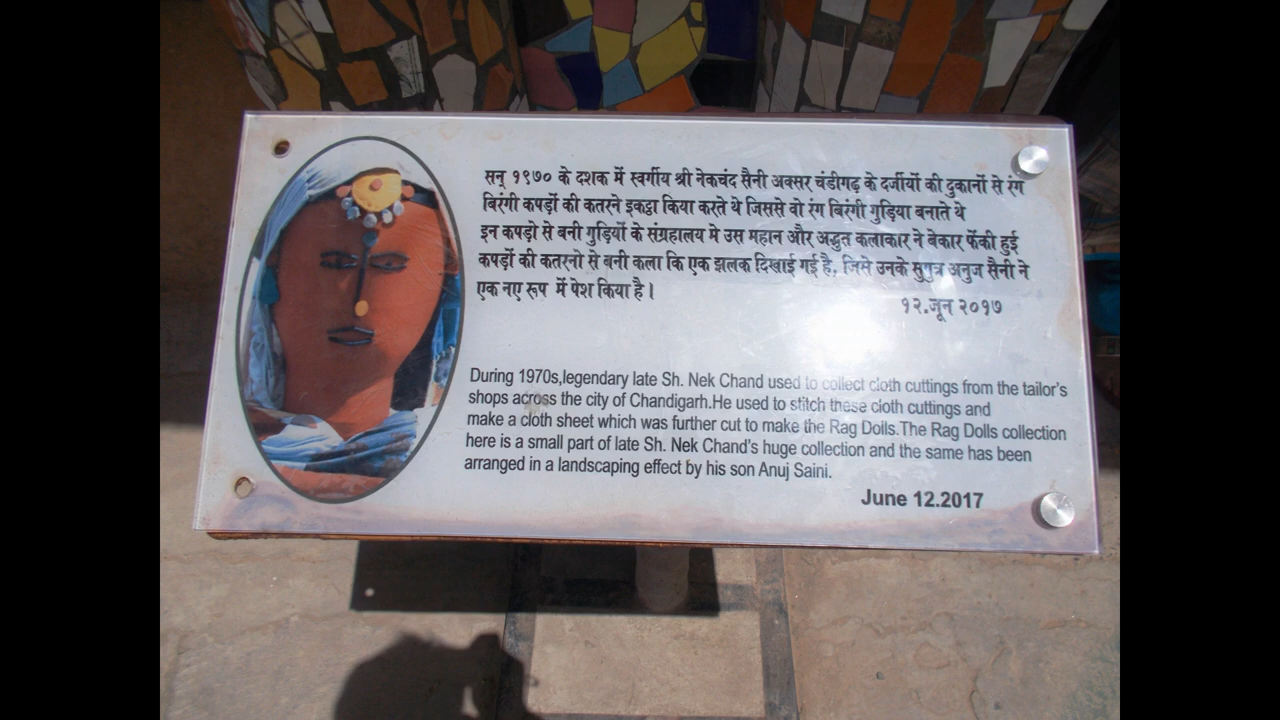 सन् १९७० के दशक में स्वर्गीय श्री नेकचंद सैनी अक्सर चंडीगढ़ के दर्जीयों की दुकानों से रंग
बिरंगी कपड़ों की कतरने इकट्ठा किया करते थे जिससे वो रंग बिरंगी गुड़िया बनाते थे
इन कपड़ो से बनी गुड़ियों के संग्रहालय मे उस महान और अद्भुत कलाकार ने बेकार फेंकी हुई
कपड़ों की कतरनो से बनी कला कि एक झलक दिखाई गई है, जिसे उनके सुपुत्र अनुज सैनी ने
एक नए रूप में पेश किया है।
१२.जून २०१७
During 1970s,legendary late Sh. Nek Chand used to collect cloth cuttings from the tailor's
shops across the city of Chandigarh.He used to stitch these cloth cuttings and
make a cloth sheet which was further cut to make the Rag Dolls.The Rag Dolls collection
here is a small part of late Sh. Nek Chand's huge collection and the same has been
arranged in a landscaping effect by his son Anuj Saini.
June 12.2017